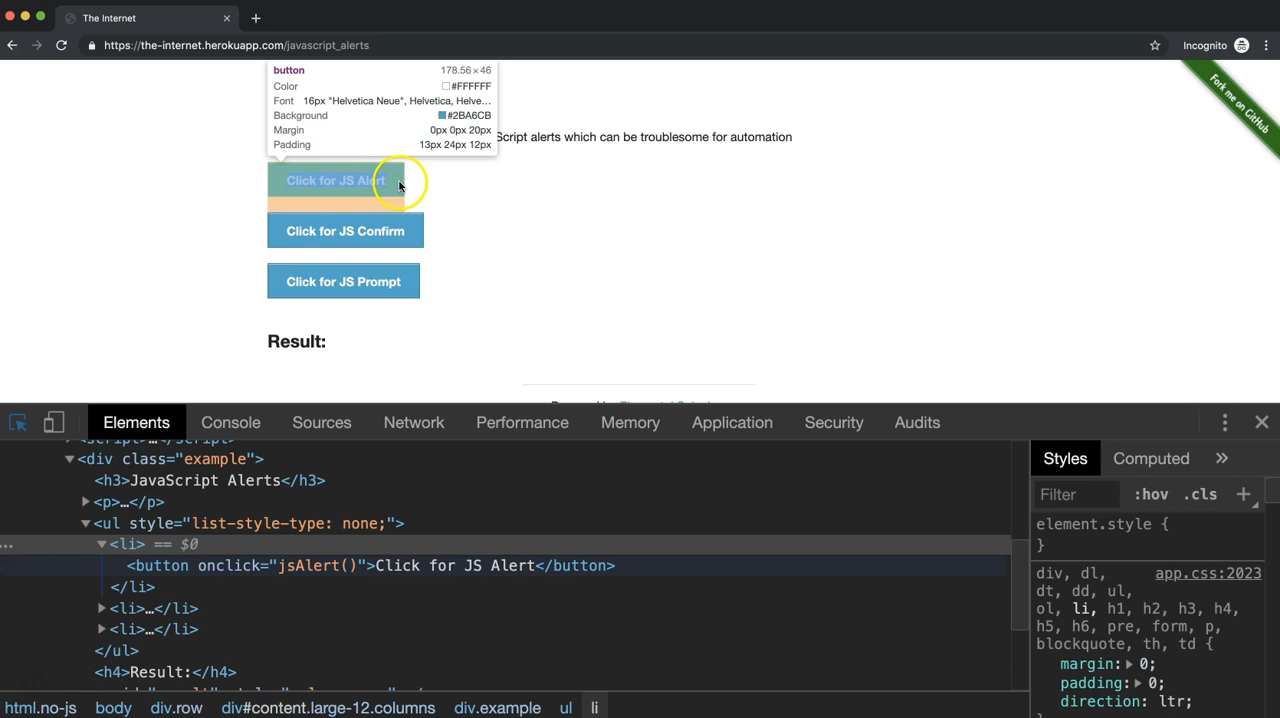 The Internet
https://the-internet.herokuapp.com/javascript_alerts
Incognito
button 178.56×46
Color #FFFFFF
Font 16px "Helvetica Neue", Helvetica, Helve…
Background #2BA6CB
Margin 0px 0px 20px
Padding 13px 24px 12px
Script alerts which can be troublesome for automation
Fork me on GitHub
Click for JS Alert
Click for JS Confirm
Click for JS Prompt
Result:
Elements Console Sources Network Performance Memory Application Security Audits
<div class="example">
<h3>JavaScript Alerts</h3>
<p>…</p>
<ul style="list-style-type: none;">
<li> == $0
<button onclick="jsAlert()">Click for JS Alert</button>
</li>
<li>…</li>
<li>…</li>
</ul>
<h4>Result:</h4>
html.no-js body div.row div#content.large-12.columns div.example ul li
Styles Computed »
Filter :hov .cls +
element.style {
}
div, dl, app.css:2023
dt, dd, ul,
ol, li, h1, h2, h3, h4,
h5, h6, pre, form, p,
blockquote, th, td {
margin: 0;
padding: 0;
direction: ltr;